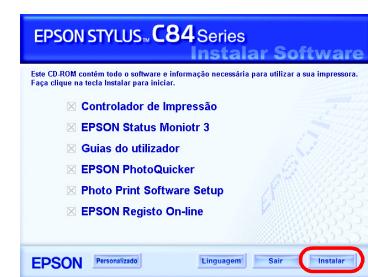 EPSON STYLUS™ C84 Series
Instalar Software
Este CD-ROM contém todo o software e informação necessária para utilizar a sua impressora.
Faça clique na tecla Instalar para iniciar.
Controlador de Impressão
EPSON Status Moniotr 3
Guias do utilizador
EPSON PhotoQuicker
Photo Print Software Setup
EPSON Registo On-line
EPSON
Personalizado
Linguagem
Sair
Instalar